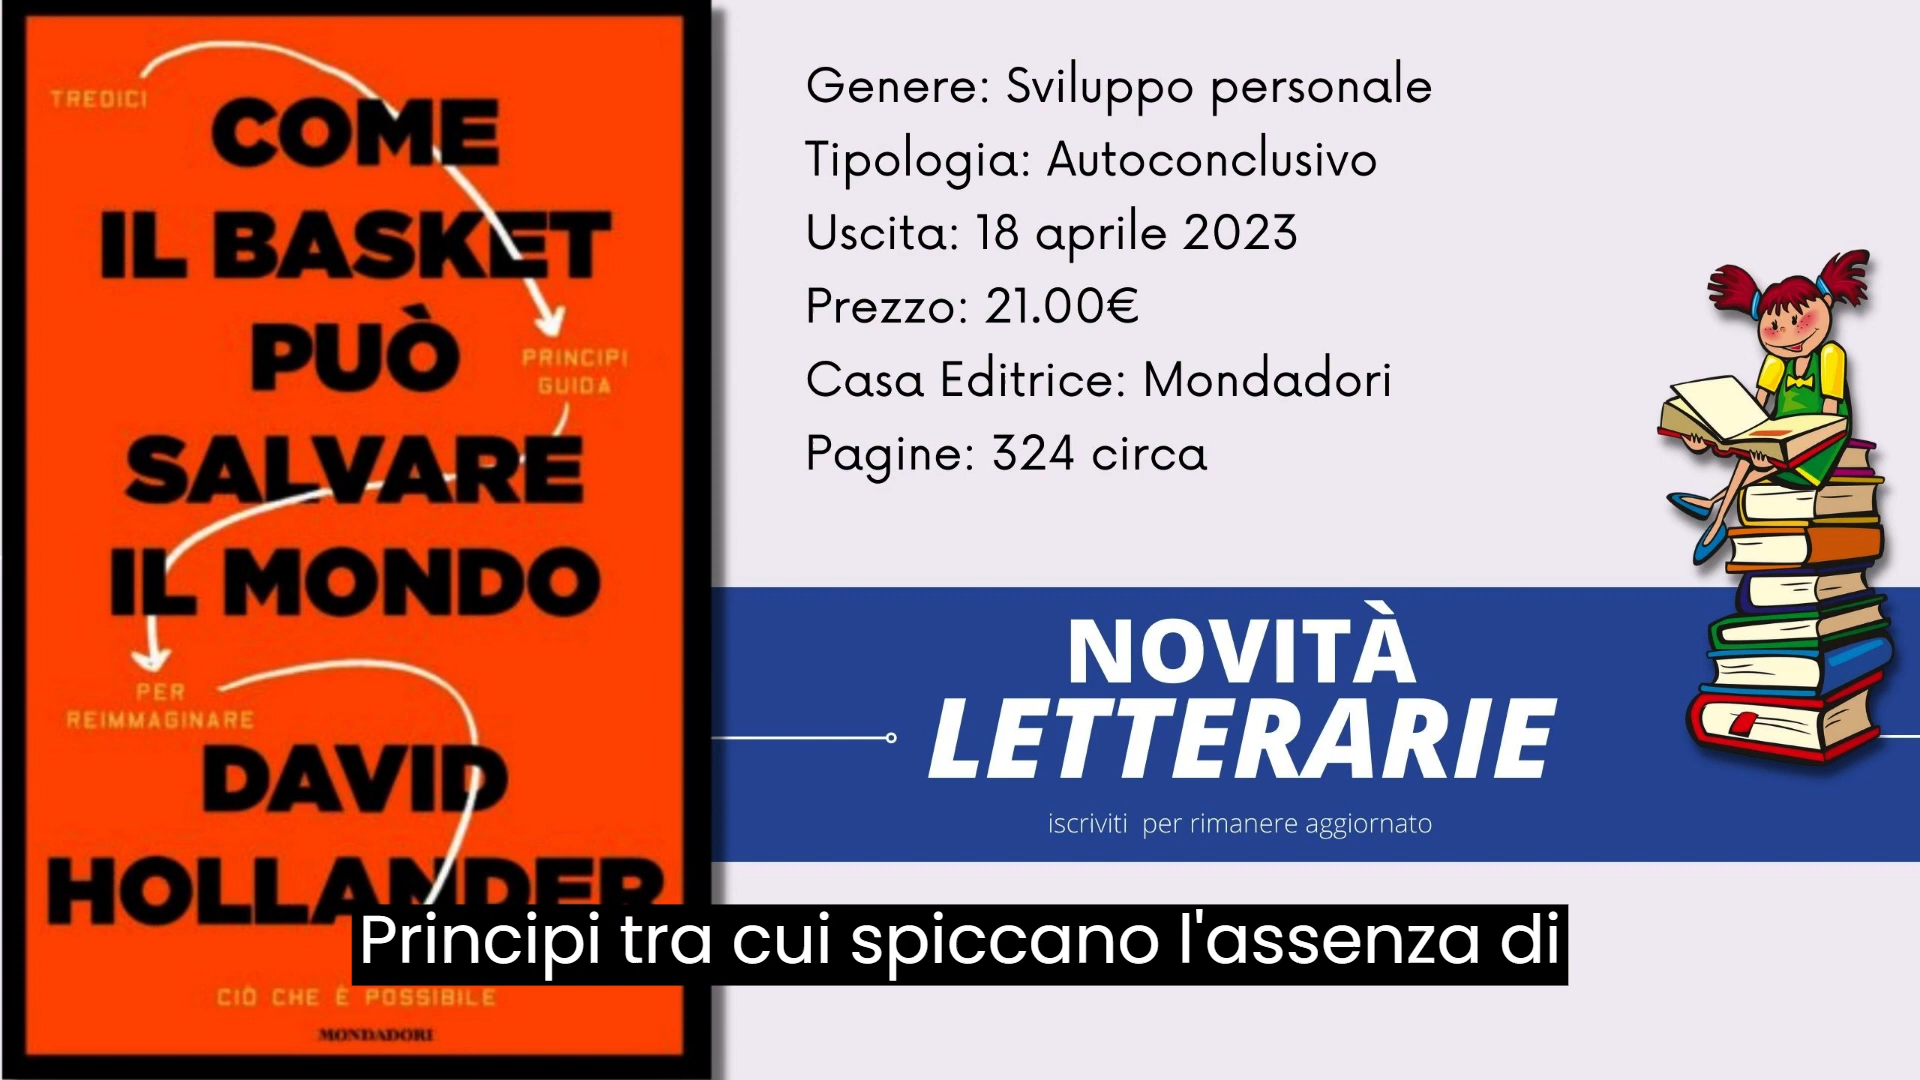 TREDICI
COME
IL BASKET
PUÒ
PRINCIPI
GUIDA
SALVARE
IL MONDO
PER
REIMMAGINARE
DAVID
HOLLANDER
CIÒ CHE È POSSIBILE
MONDADORI
Genere: Sviluppo personale
Tipologia: Autoconclusivo
Uscita: 18 aprile 2023
Prezzo: 21.00€
Casa Editrice: Mondadori
Pagine: 324 circa
NOVITÀ
LETTERARIE
iscriviti per rimanere aggiornato
Principi tra cui spiccano l'assenza di